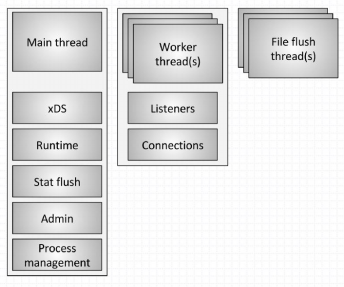 Main thread
xDS
Runtime
Stat flush
Admin
Process
management
Worker
thread(s)
Listeners
Connections
File flush
thread(s)